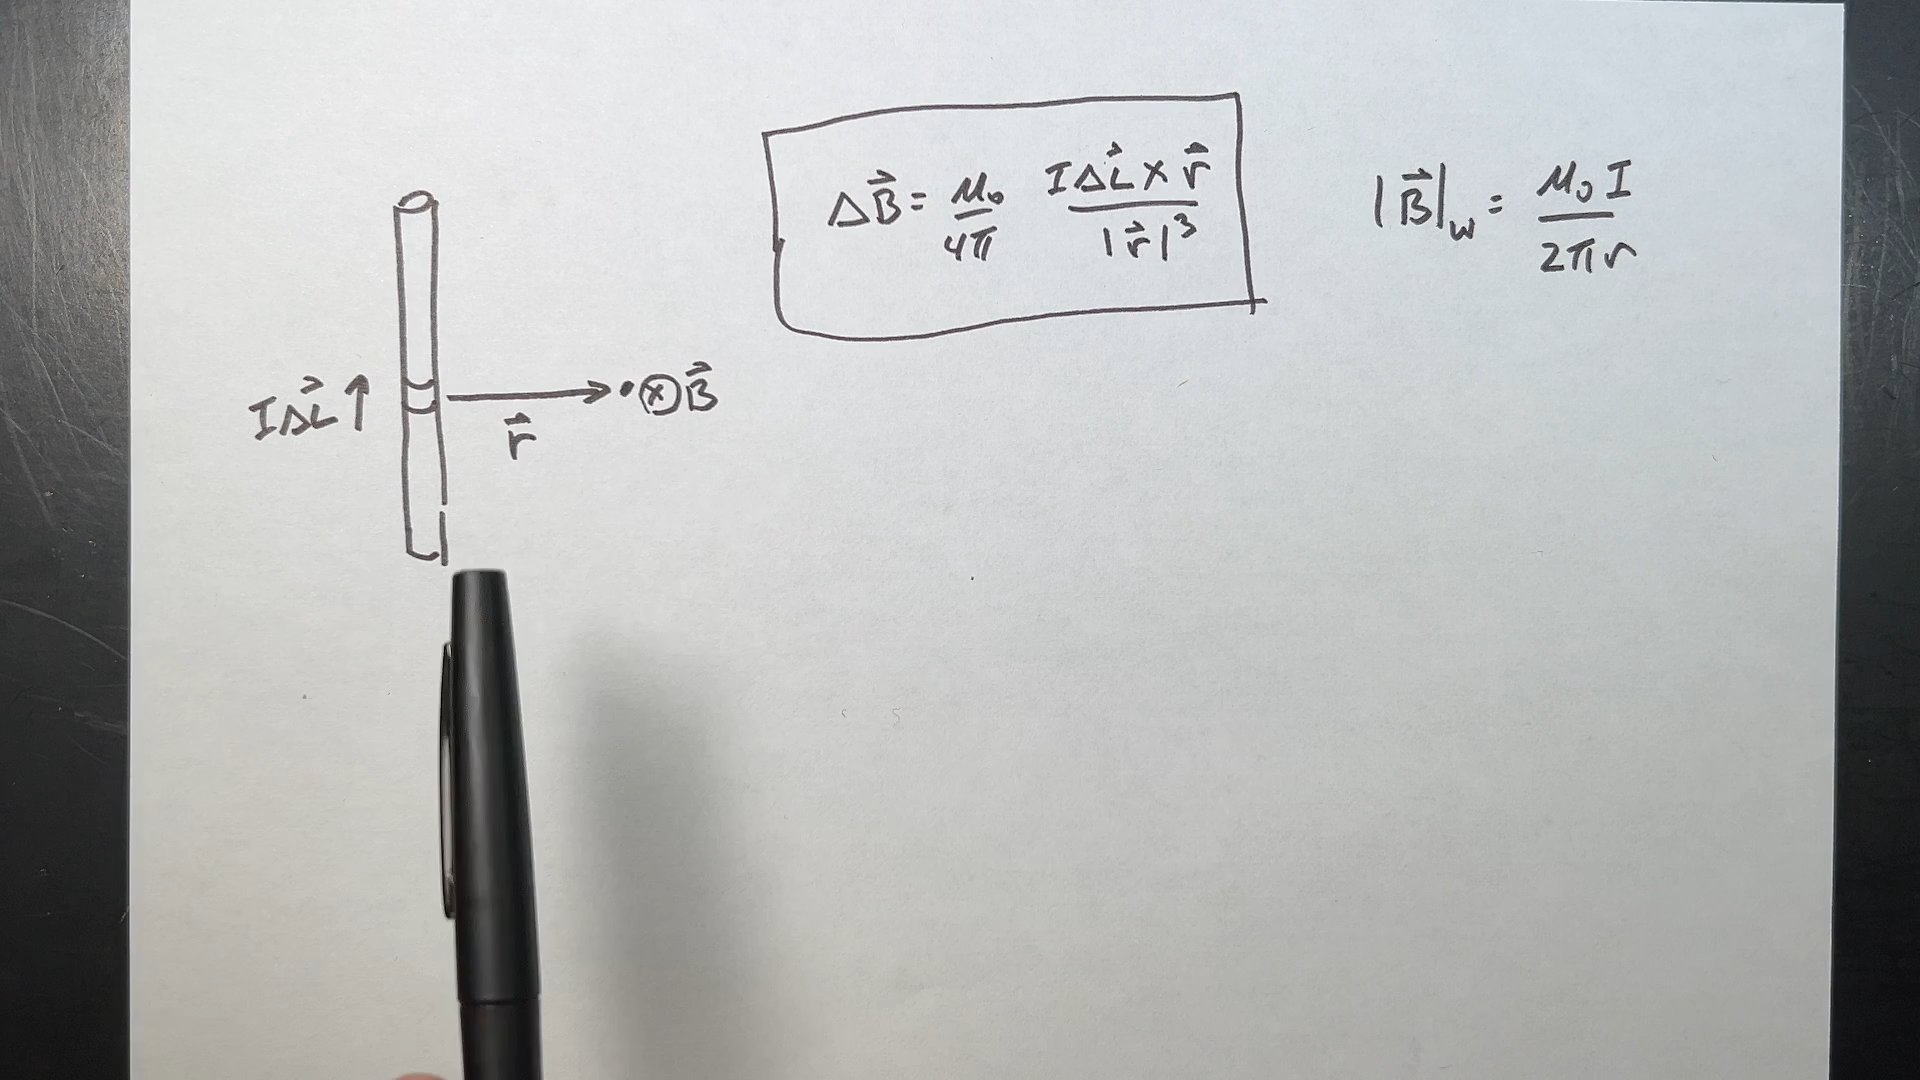 ΔB⃗ = μ₀/4π IΔL⃗ × r⃗/|r⃗|³
|B⃗|w = μ₀I/2πr
IΔL⃗ ↑
r⃗
·⊗B⃗